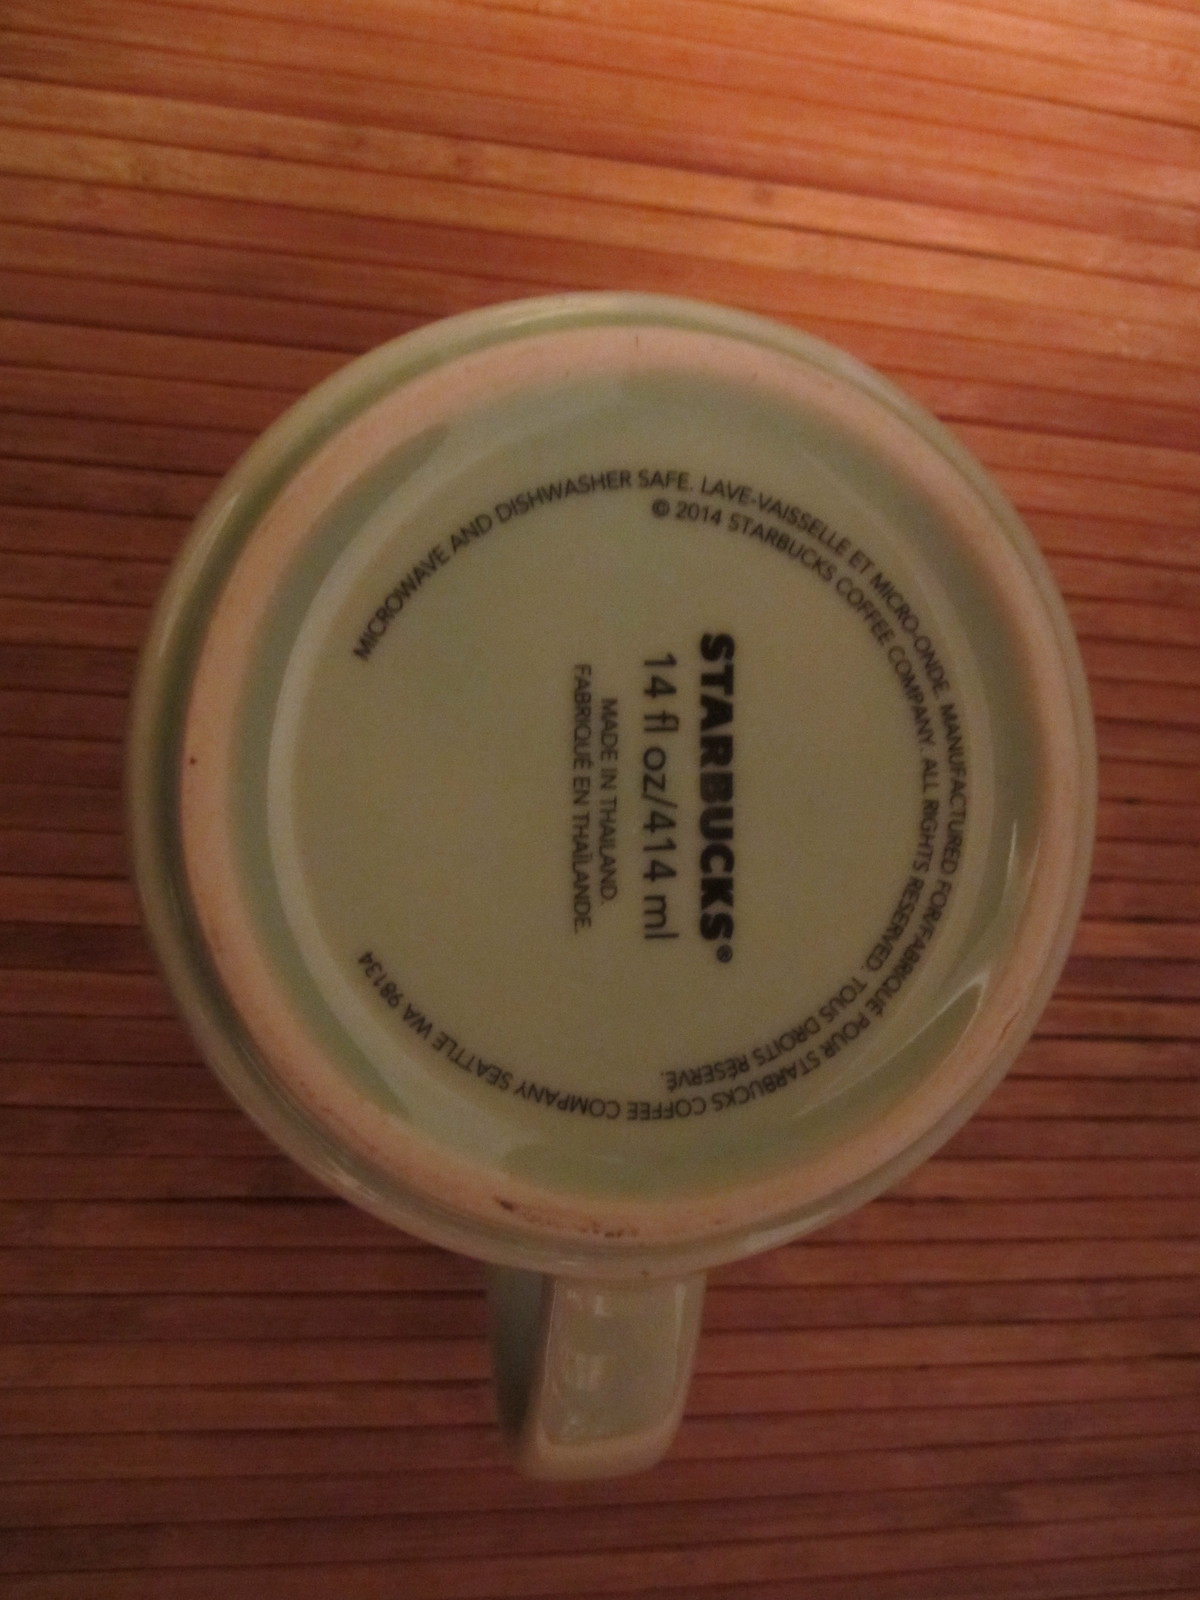 MICROWAVE AND DISHWASHER SAFE. LAVE-VAISSELLE ET MICRO-ONDE. MANUFACTURED FOR/FABRIQUÉ POUR STARBUCKS COFFEE COMPANY SEATTLE WA 98134
© 2014 STARBUCKS COFFEE COMPANY. ALL RIGHTS RESERVED. TOUS DROITS RÉSERVÉ.
STARBUCKS®
14 fl oz/414 ml
MADE IN THAILAND.
FABRIQUÉ EN THAÏLANDE.